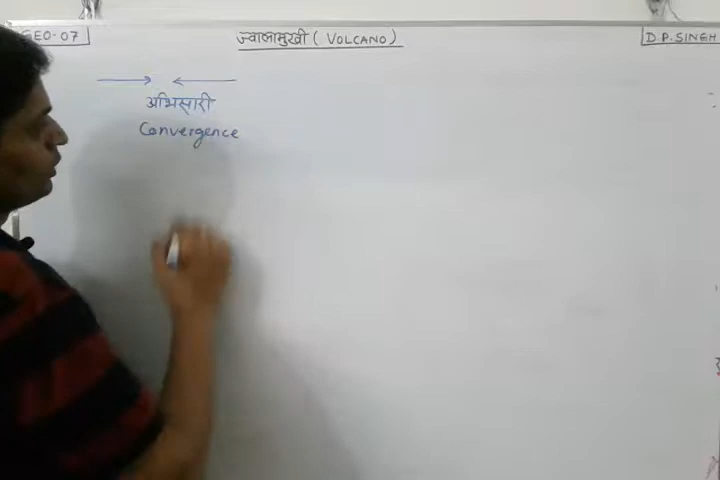 GEO-07
ज्वालामुखी ( VOLCANO )
D.P. SINGH
अभिसारी
Convergence